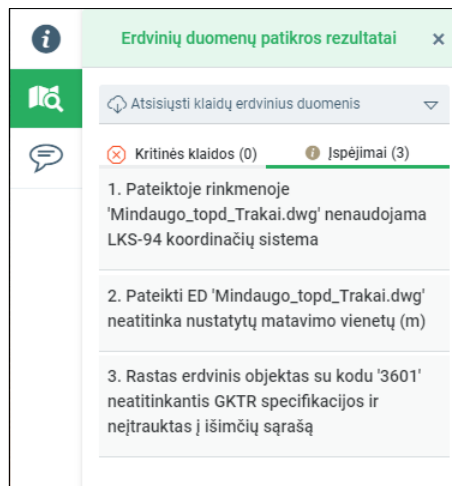 Erdvinių duomenų patikros rezultatai
Atsisiųsti klaidų erdvinius duomenis
Kritinės klaidos (0) Įspėjimai (3)
1. Pateiktoje rinkmenoje
'Mindaugo_topd_Trakai.dwg' nenaudojama
LKS-94 koordinačių sistema
2. Pateikti ED 'Mindaugo_topd_Trakai.dwg'
neatitinka nustatytų matavimo vienetų (m)
3. Rastas erdvinis objektas su kodu '3601'
neatitinkantis GKTR specifikacijos ir
neįtrauktas į išimčių sąrašą